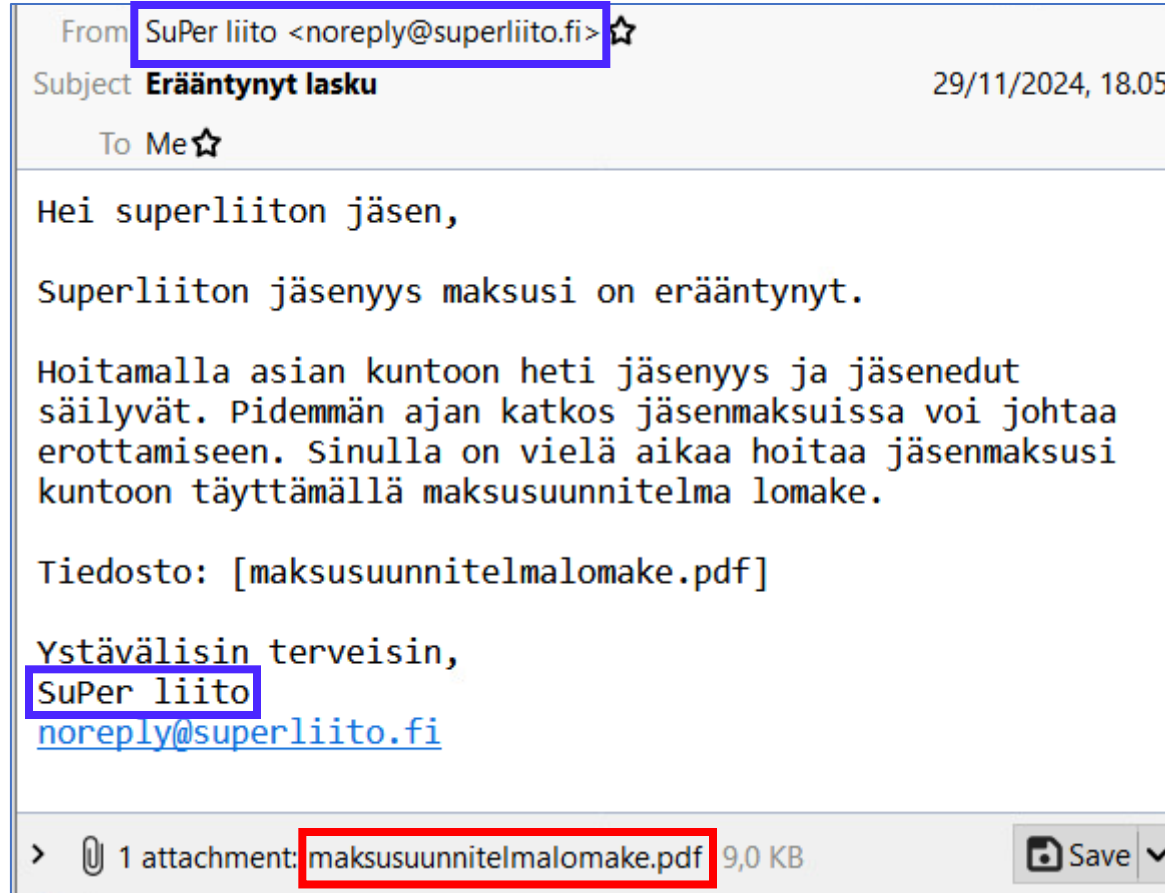 From SuPer liito <noreply@superliito.fi>
Subject Erääntynyt lasku 29/11/2024, 18.05
To Me
Hei superliiton jäsen,
Superliiton jäsenyys maksusi on erääntynyt.
Hoitamalla asian kuntoon heti jäsenyys ja jäsenedut
säilyvät. Pidemmän ajan katkos jäsenmaksuissa voi johtaa
erottamiseen. Sinulla on vielä aikaa hoitaa jäsenmaksusi
kuntoon täyttämällä maksusuunnitelma lomake.
Tiedosto: [maksusuunnitelmalomake.pdf]
Ystävälisin terveisin,
SuPer liito
noreply@superliito.fi
1 attachment: maksusuunnitelmalomake.pdf 9,0 KB Save